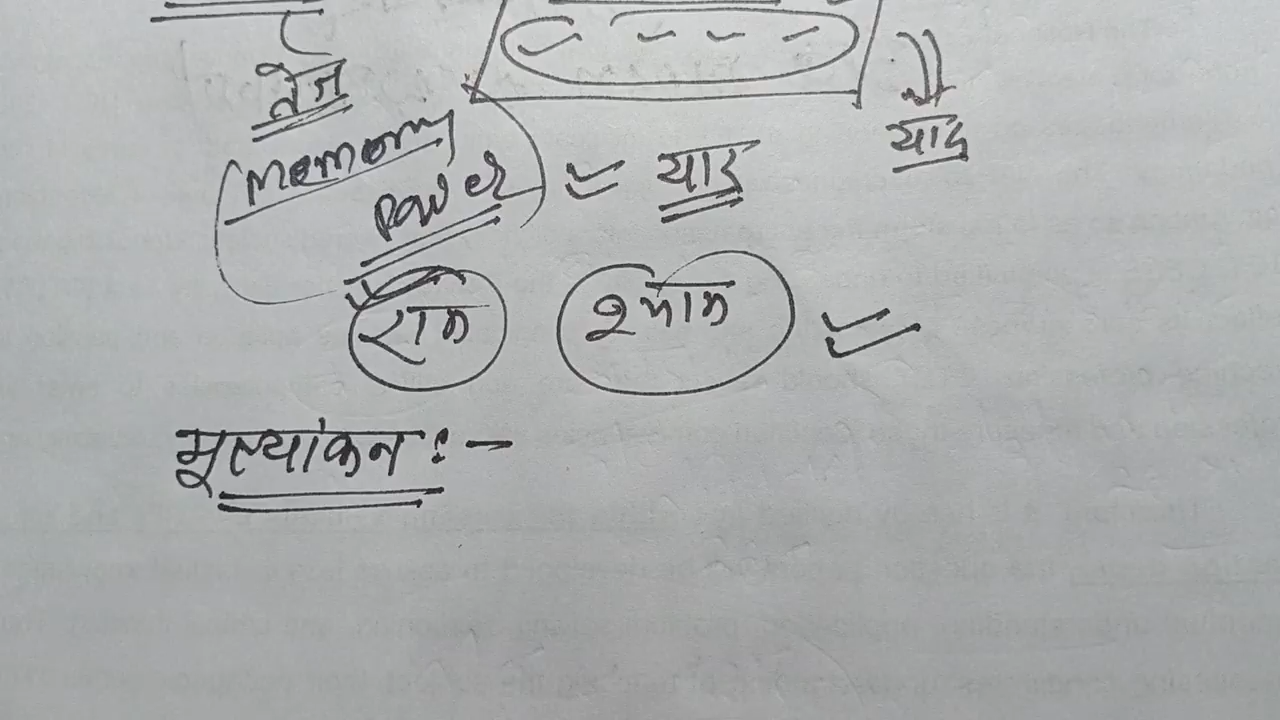 तेज
याद
Memory
Power
याद
राम श्याम
मूल्यांकन :-